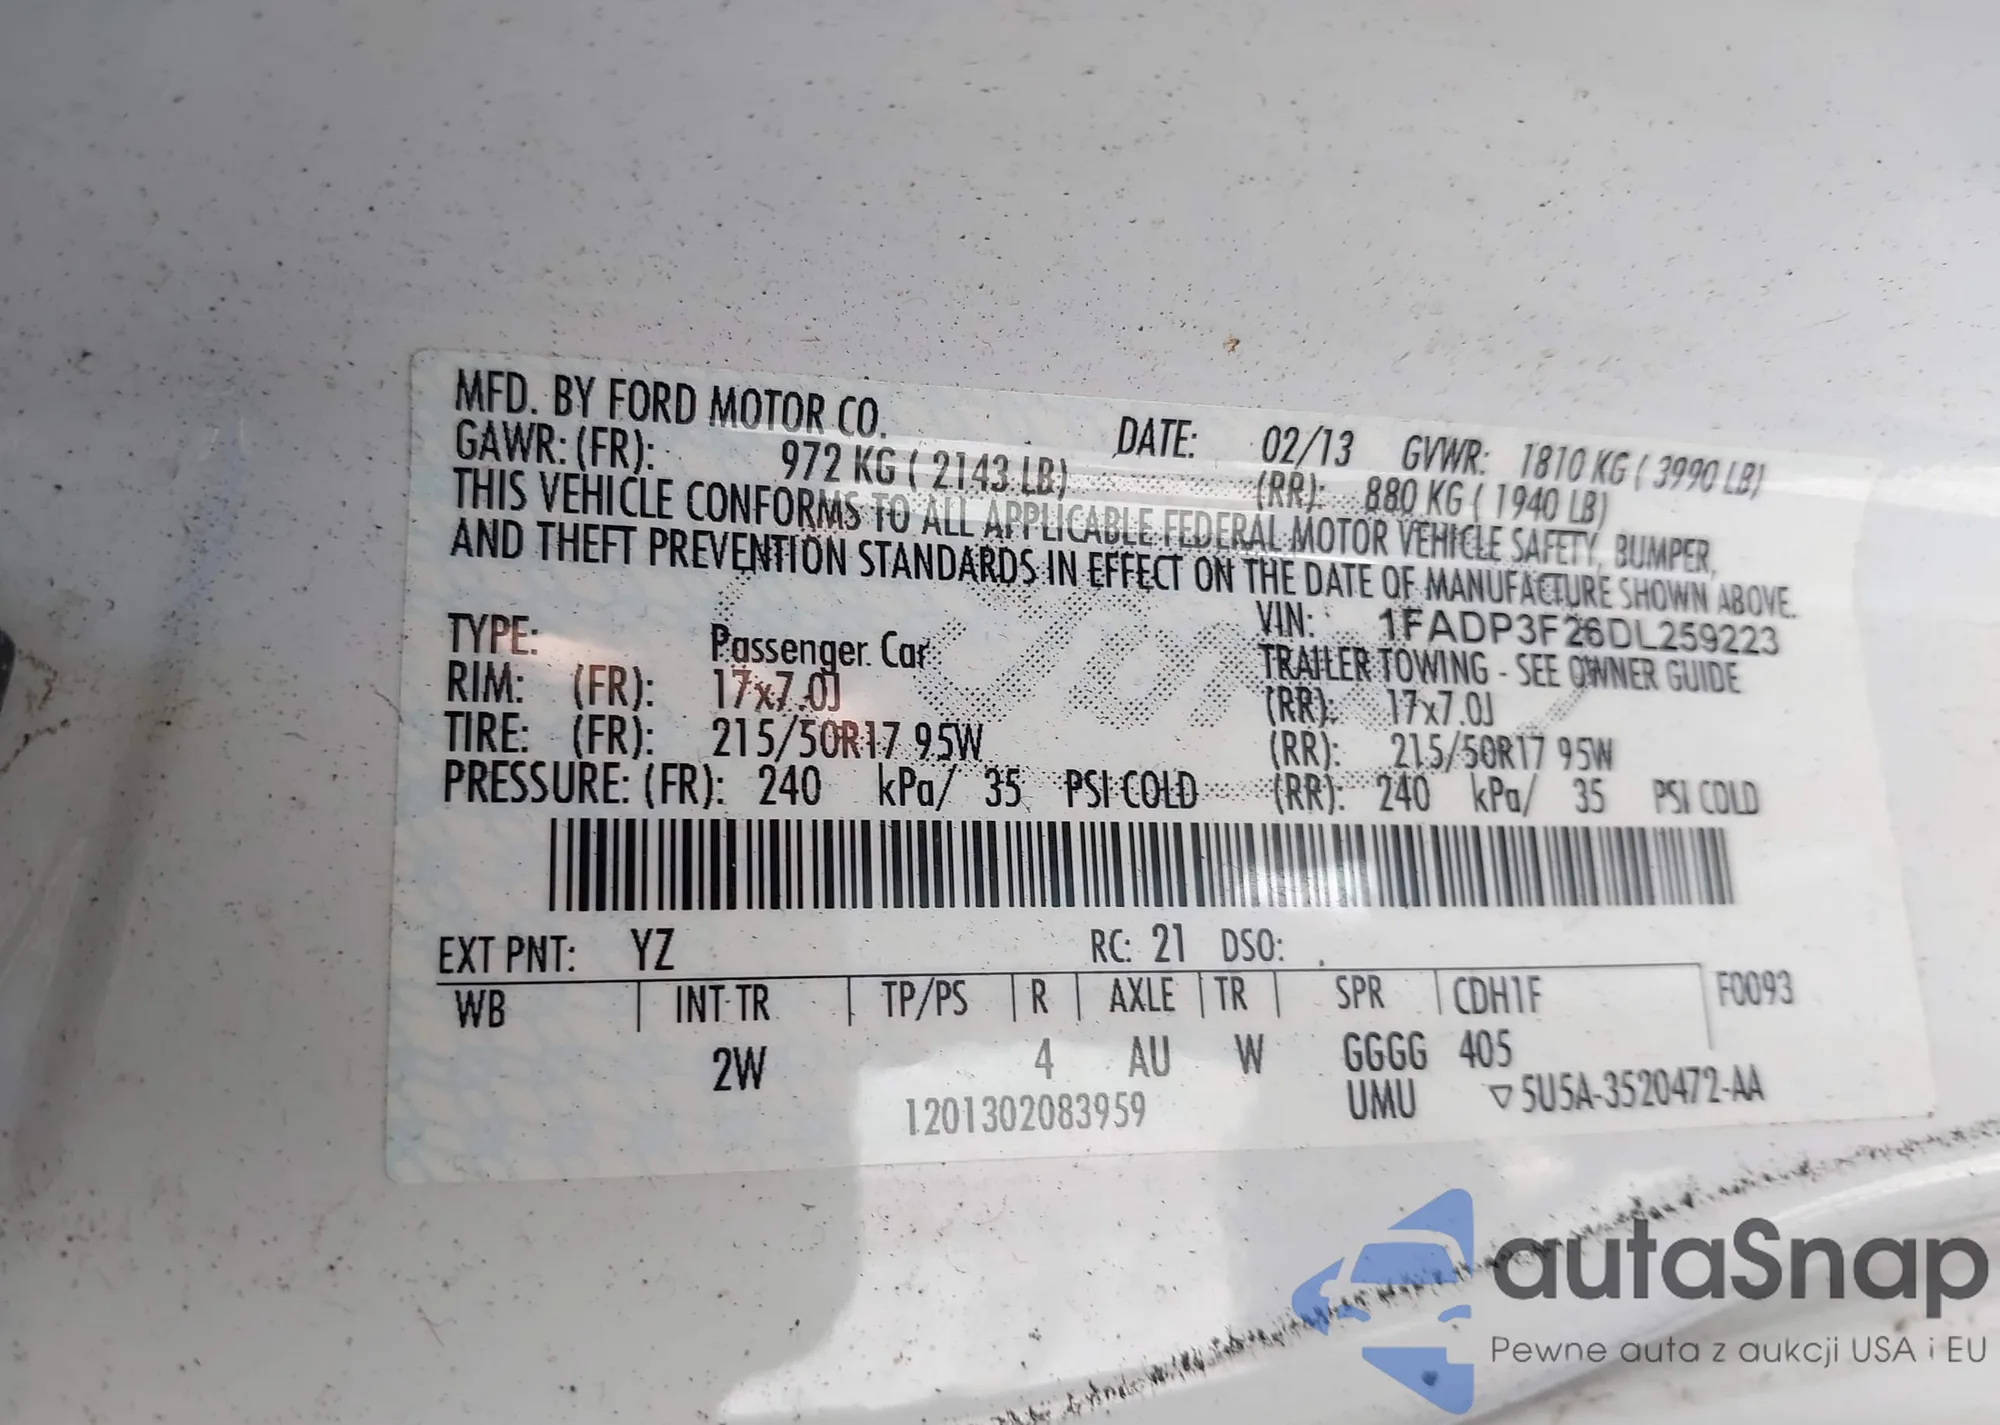 MFD. BY FORD MOTOR CO. DATE: 02/13 GVWR: 1810 KG ( 3990 LB)
GAWR: (FR): 972 KG ( 2143 LB) (RR): 880 KG ( 1940 LB)
THIS VEHICLE CONFORMS TO ALL APPLICABLE FEDERAL MOTOR VEHICLE SAFETY, BUMPER,
AND THEFT PREVENTION STANDARDS IN EFFECT ON THE DATE OF MANUFACTURE SHOWN ABOVE.
VIN: 1FADP3F26DL259223
TYPE: Passenger Car TRAILER TOWING - SEE OWNER GUIDE
RIM: (FR): 17x7.0J (RR): 17x7.0J
TIRE: (FR): 215/50R17 95W (RR): 215/50R17 95W
PRESSURE: (FR): 240 kPa/ 35 PSI COLD (RR): 240 kPa/ 35 PSI COLD
EXT PNT: YZ RC: 21 DSO:
WB INT TR TP/PS R AXLE TR SPR CDH1F F0093
2W 4 AU W GGGG 405
1201302083959 UMU ▽5U5A-3520472-AA
autaSnap
Pewne auta z aukcji USA i EU